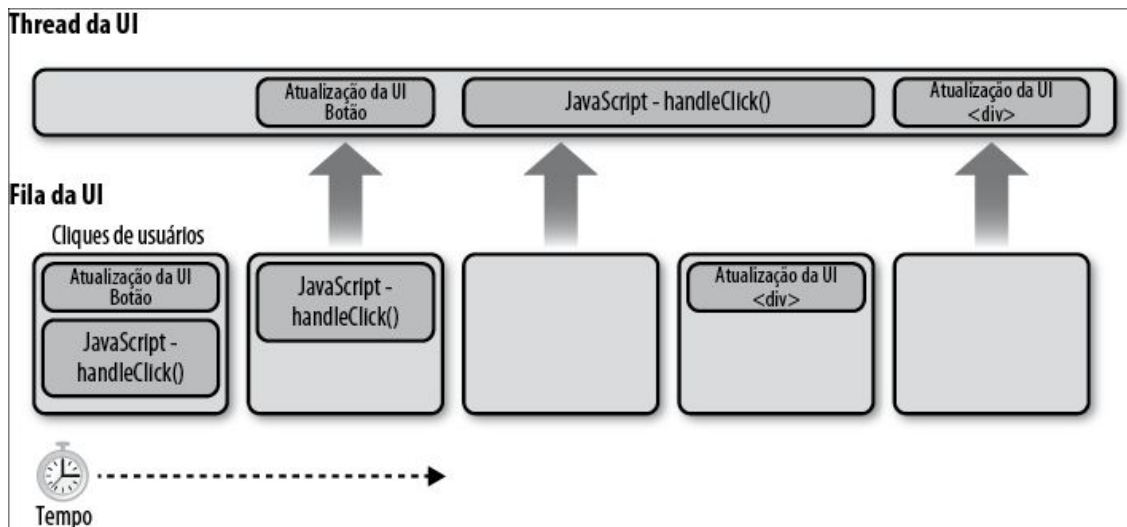 Thread da UI
Atualização da UI
Botão
JavaScript - handleClick()
Atualização da UI
<div>
Fila da UI
Cliques de usuários
Atualização da UI
Botão
JavaScript -
handleClick()
JavaScript -
handleClick()
Atualização da UI
<div>
Tempo